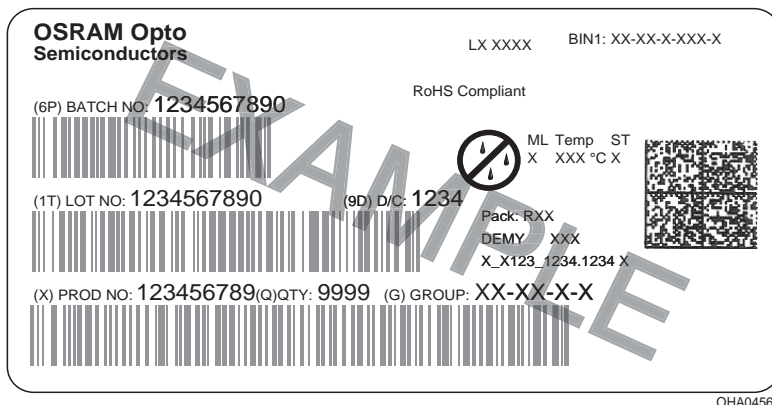 OSRAM Opto
Semiconductors
LX XXXX
BIN1: XX-XX-X-XXX-X
RoHS Compliant
(6P) BATCH NO: 1234567890
ML Temp ST
X XXX °C X
(1T) LOT NO: 1234567890 (9D) D/C: 1234
Pack: RXX
DEMY XXX
X_X123_1234.1234 X
(X) PROD NO: 123456789(Q)QTY: 9999 (G) GROUP: XX-XX-X-X
EXAMPLE
OHA0456